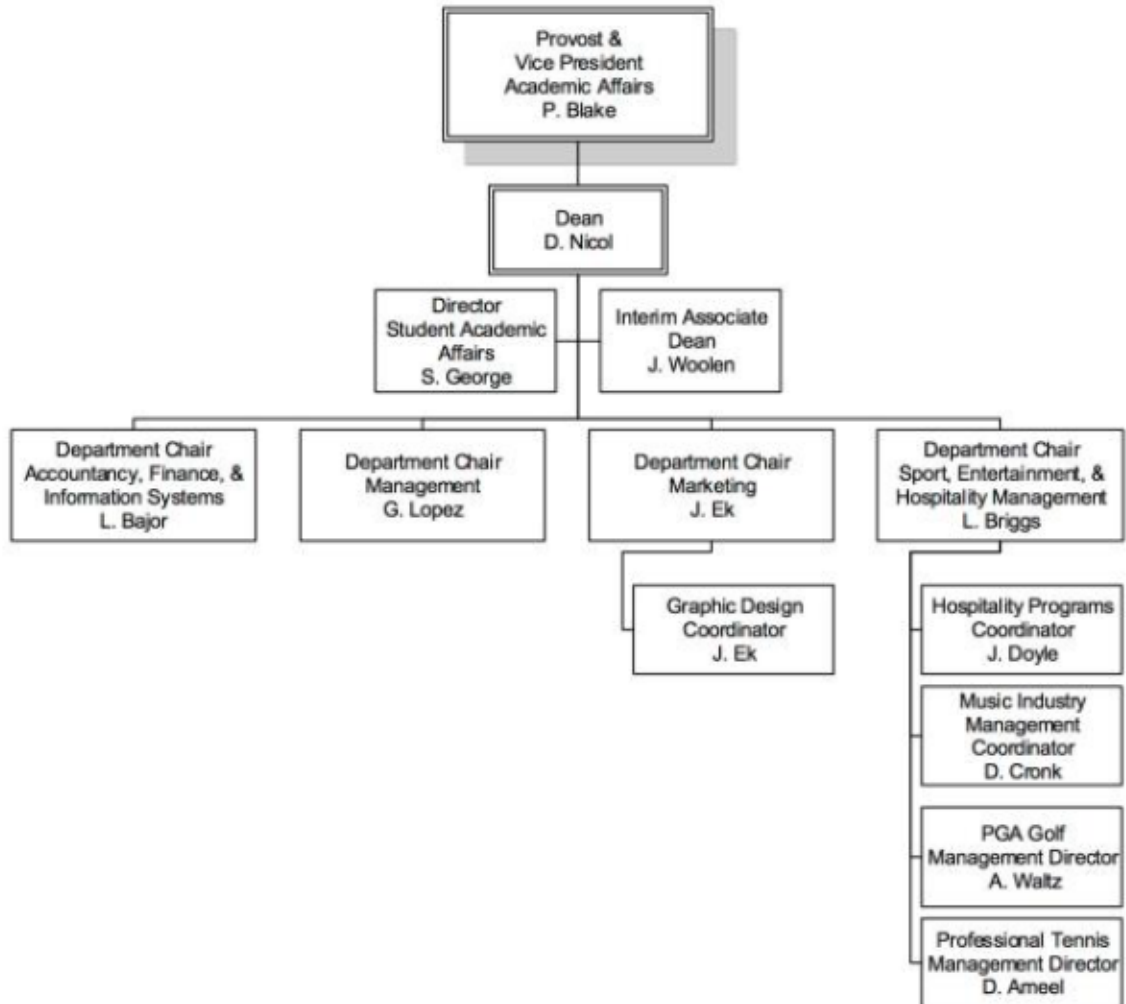 Provost &
Vice President
Academic Affairs
P. Blake
Dean
D. Nicol
Director
Student Academic
Affairs
S. George
Interim Associate
Dean
J. Woolen
Department Chair
Accountancy, Finance, &
Information Systems
L. Bajor
Department Chair
Management
G. Lopez
Department Chair
Marketing
J. Ek
Department Chair
Sport, Entertainment, &
Hospitality Management
L. Briggs
Graphic Design
Coordinator
J. Ek
Hospitality Programs
Coordinator
J. Doyle
Music Industry
Management
Coordinator
D. Cronk
PGA Golf
Management Director
A. Waltz
Professional Tennis
Management Director
D. Ameel